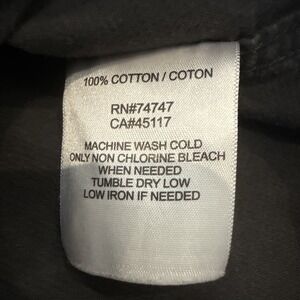 100% COTTON / COTON
RN#74747
CA#45117
MACHINE WASH COLD
ONLY NON CHLORINE BLEACH
WHEN NEEDED
TUMBLE DRY LOW
LOW IRON IF NEEDED